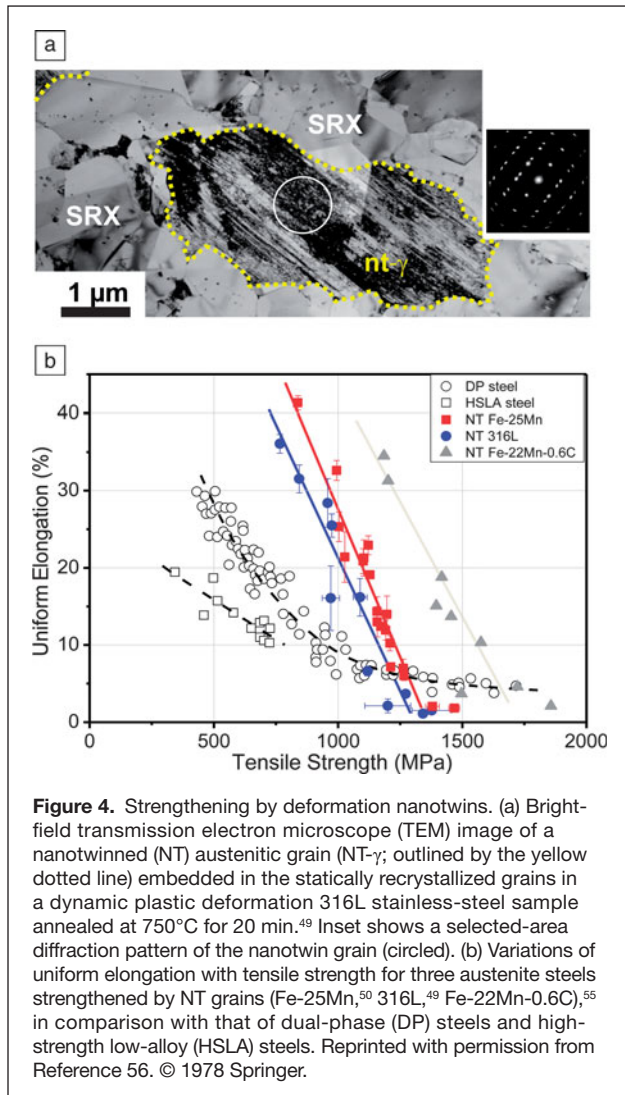 a
SRX
SRX
nt-γ
1 μm
b
DP steel
HSLA steel
NT Fe-25Mn
NT 316L
NT Fe-22Mn-0.6C
40
30
20
10
0
Uniform Elongation (%)
0 500 1000 1500 2000
Tensile Strength (MPa)
Figure 4. Strengthening by deformation nanotwins. (a) Bright-
field transmission electron microscope (TEM) image of a
nanotwinned (NT) austenitic grain (NT-γ; outlined by the yellow
dotted line) embedded in the statically recrystallized grains in
a dynamic plastic deformation 316L stainless-steel sample
annealed at 750°C for 20 min.⁴⁹ Inset shows a selected-area
diffraction pattern of the nanotwin grain (circled). (b) Variations of
uniform elongation with tensile strength for three austenite steels
strengthened by NT grains (Fe-25Mn,⁵⁰ 316L,⁴⁹ Fe-22Mn-0.6C),⁵⁵
in comparison with that of dual-phase (DP) steels and high-
strength low-alloy (HSLA) steels. Reprinted with permission from
Reference 56. © 1978 Springer.